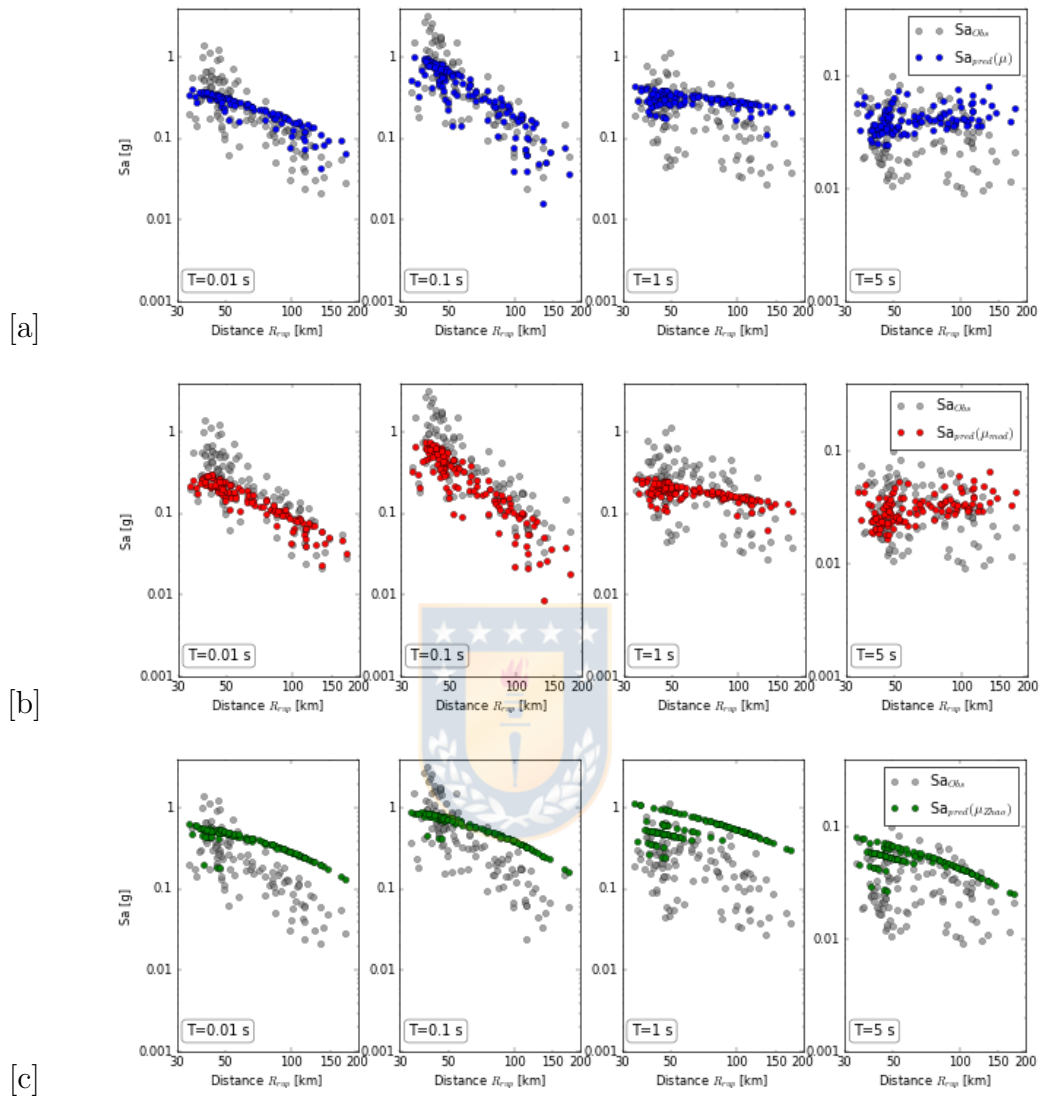 1
0.1
0.01
0.001
Sa [g]
T=0.01 s
30 50 100 150 200
Distance R_rup [km]
1
0.1
0.01
0.001
T=0.1 s
30 50 100 150 200
Distance R_rup [km]
1
0.1
0.01
0.001
T=1 s
30 50 100 150 200
Distance R_rup [km]
0.1
0.01
0.001
Sa_Obs
Sa_pred(μ)
T=5 s
30 50 100 150 200
Distance R_rup [km]
[a]
1
0.1
0.01
0.001
Sa [g]
T=0.01 s
30 50 100 150 200
Distance R_rup [km]
1
0.1
0.01
0.001
T=0.1 s
30 50 100 150 200
Distance R_rup [km]
1
0.1
0.01
0.001
T=1 s
30 50 100 150 200
Distance R_rup [km]
0.1
0.01
0.001
Sa_Obs
Sa_pred(μ_mod)
T=5 s
30 50 100 150 200
Distance R_rup [km]
[b]
1
0.1
0.01
0.001
Sa [g]
T=0.01 s
30 50 100 150 200
Distance R_rup [km]
1
0.1
0.01
0.001
T=0.1 s
30 50 100 150 200
Distance R_rup [km]
1
0.1
0.01
0.001
T=1 s
30 50 100 150 200
Distance R_rup [km]
0.1
0.01
0.001
Sa_Obs
Sa_pred(μ_Zhao)
T=5 s
30 50 100 150 200
Distance R_rup [km]
[c]